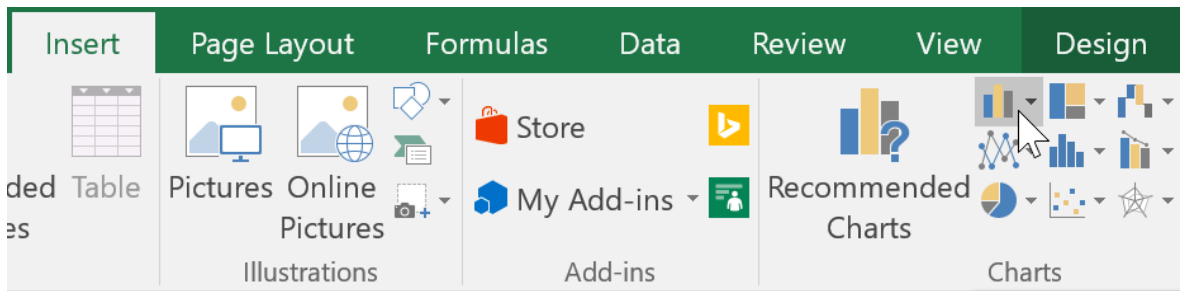 Insert Page Layout Formulas Data Review View Design
ded
es
Table
Pictures
Online
Pictures
Illustrations
Store
My Add-ins
Add-ins
Recommended
Charts
Charts